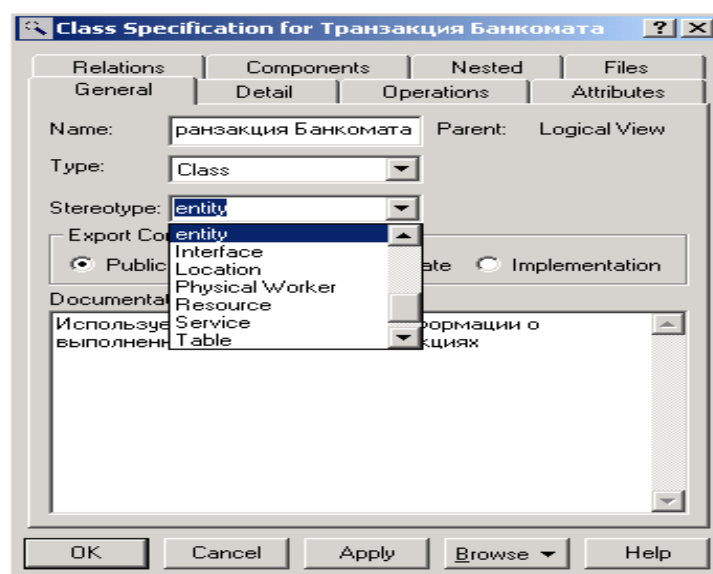 Class Specification for Транзакция Банкомата
Relations Components Nested Files
General Detail Operations Attributes
Name: ранзакция Банкомата Parent: Logical View
Type: Class
Stereotype: entity
Export Co
entity
Interface
Location
Physical Worker
Resource
Service
Table
Public ate Implementation
Documenta
Используе ормации о
выполненн кциях
OK Cancel Apply Browse Help